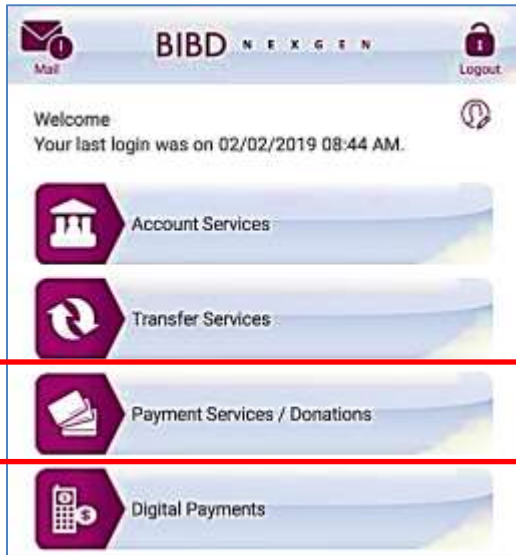 BIBD NEXGEN
Mail
Logout
Welcome
Your last login was on 02/02/2019 08:44 AM.
Account Services
Transfer Services
Payment Services / Donations
Digital Payments